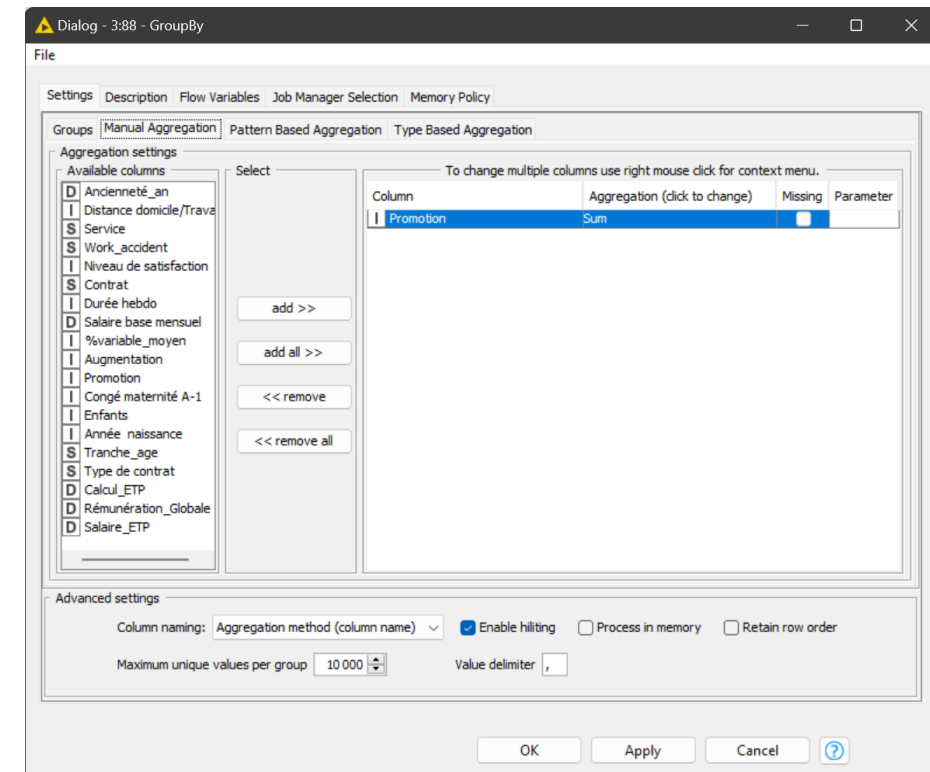 Dialog - 3:88 - GroupBy
File
Settings Description Flow Variables Job Manager Selection Memory Policy
Groups Manual Aggregation Pattern Based Aggregation Type Based Aggregation
Aggregation settings
Available columns
D Ancienneté_an
I Distance domicile/Trava
S Service
S Work_accident
I Niveau de satisfaction
S Contrat
I Durée hebdo
D Salaire base mensuel
I %variable_moyen
I Augmentation
I Promotion
I Congé maternité A-1
I Enfants
I Année naissance
S Tranche_age
S Type de contrat
D Calcul_ETP
D Rémunération_Globale
D Salaire_ETP
Select
add >>
add all >>
<< remove
<< remove all
To change multiple columns use right mouse click for context menu.
Column Aggregation (click to change) Missing Parameter
I Promotion Sum
Advanced settings
Column naming: Aggregation method (column name) Enable hiliting Process in memory Retain row order
Maximum unique values per group 10 000 Value delimiter ,
OK Apply Cancel ?